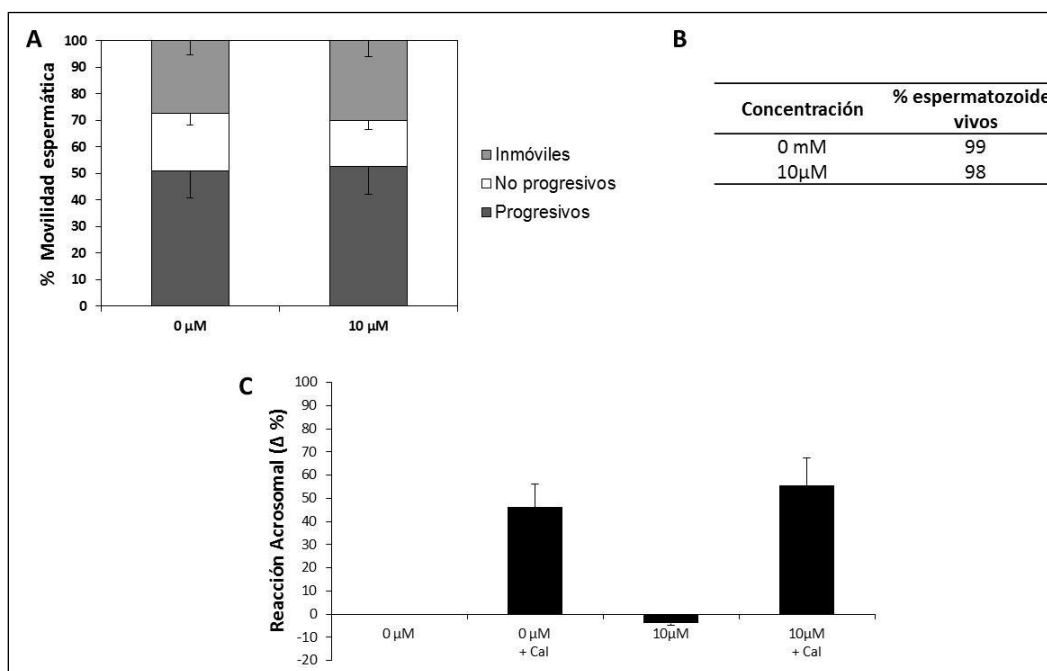 A
100
90
80
70
60
50
40
30
20
10
0
% Movilidad espermática
0 µM
10 µM
Inmóviles
No progresivos
Progresivos
B
Concentración
% espermatozoide
vivos
0 mM
99
10µM
98
C
100
90
80
70
60
50
40
30
20
10
0
-10
-20
Reacción Acrosomal (Δ %)
0 µM
0 µM
+ Cal
10µM
10µM
+ Cal